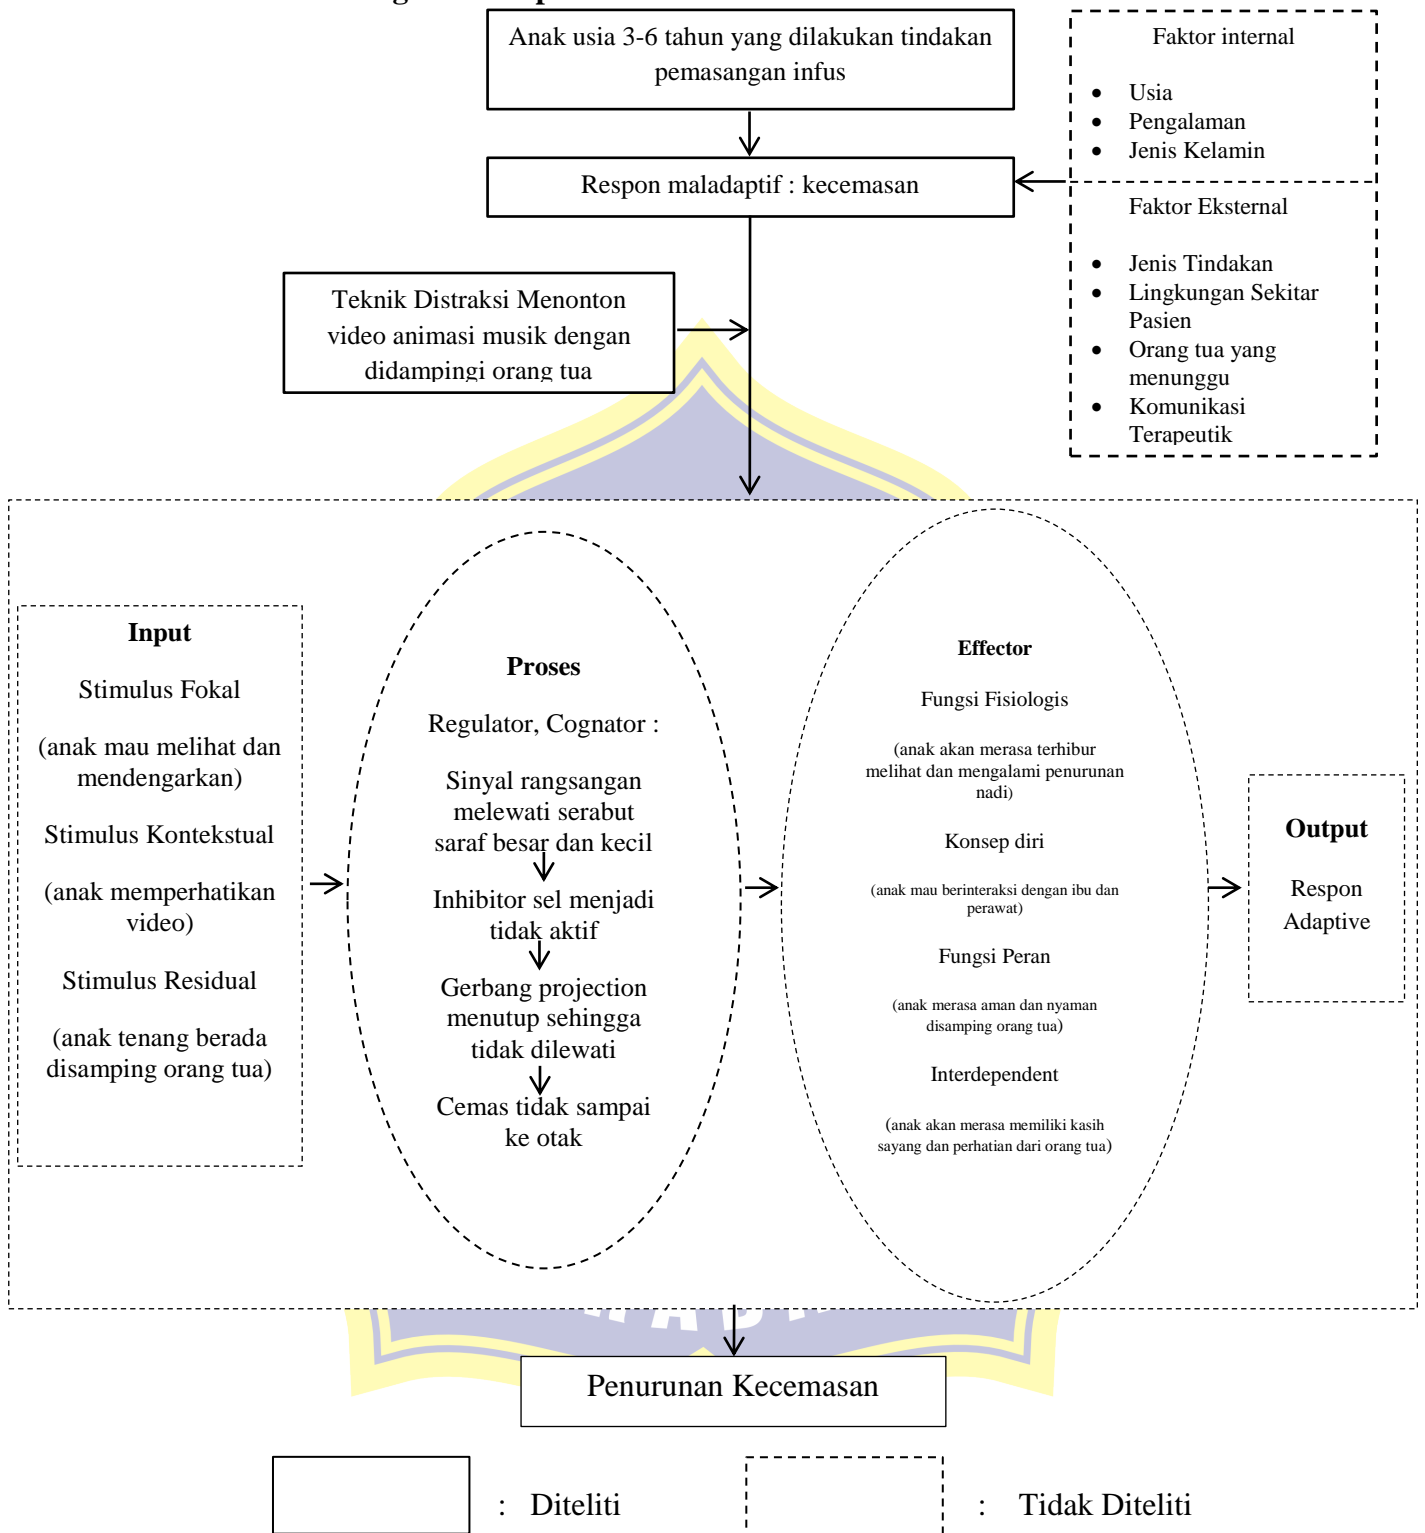 Anak usia 3-6 tahun yang dilakukan tindakan
pemasangan infus
Faktor internal
• Usia
• Pengalaman
• Jenis Kelamin
Respon maladaptif : kecemasan
Faktor Eksternal
• Jenis Tindakan
• Lingkungan Sekitar
Pasien
• Orang tua yang
menunggu
• Komunikasi
Terapeutik
Teknik Distraksi Menonton
video animasi musik dengan
didampingi orang tua
Input
Stimulus Fokal
(anak mau melihat dan
mendengarkan)
Stimulus Kontekstual
(anak memperhatikan
video)
Stimulus Residual
(anak tenang berada
disamping orang tua)
Proses
Regulator, Cognator :
Sinyal rangsangan
melewati serabut
saraf besar dan kecil
Inhibitor sel menjadi
tidak aktif
Gerbang projection
menutup sehingga
tidak dilewati
Cemas tidak sampai
ke otak
Effector
Fungsi Fisiologis
(anak akan merasa terhibur
melihat dan mengalami penurunan
nadi)
Konsep diri
(anak mau berinteraksi dengan ibu dan
perawat)
Fungsi Peran
(anak merasa aman dan nyaman
disamping orang tua)
Interdependent
(anak akan merasa memiliki kasih
sayang dan perhatian dari orang tua)
Output
Respon
Adaptive
Penurunan Kecemasan
: Diteliti
: Tidak Diteliti